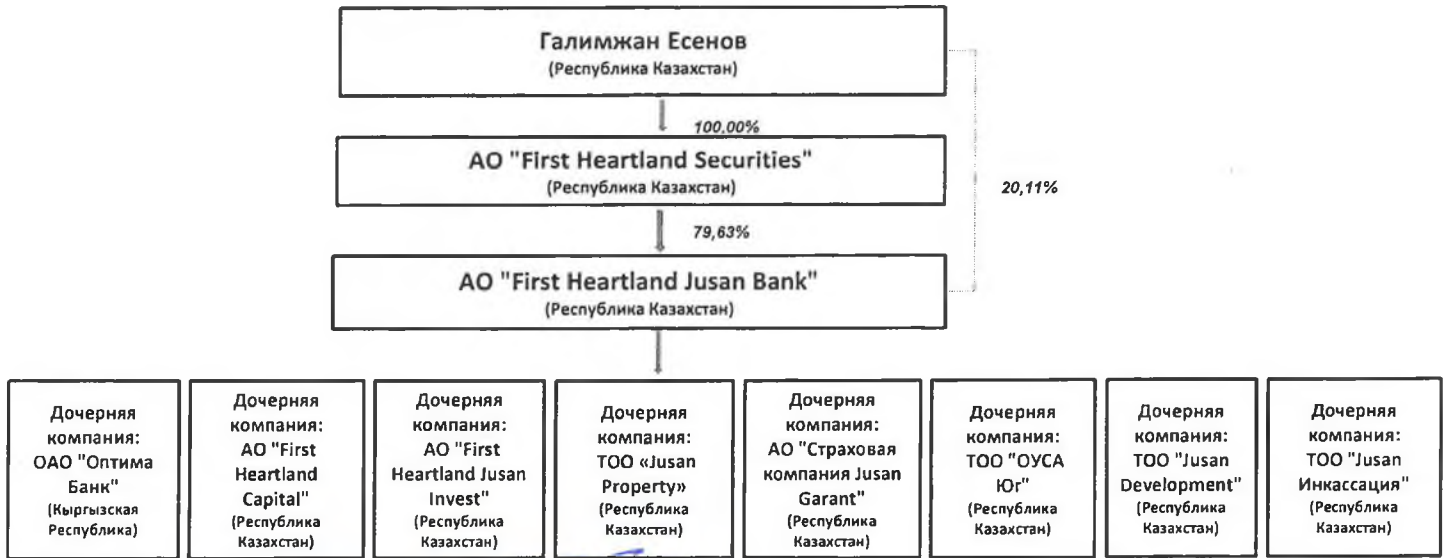 Галимжан Есенов
(Республика Казахстан)
100,00%
АО "First Heartland Securities"
(Республика Казахстан)
20,11%
79,63%
АО "First Heartland Jusan Bank"
(Республика Казахстан)
Дочерняя
компания:
ОАО "Оптима
Банк"
(Кыргызская
Республика)
Дочерняя
компания:
АО "First
Heartland
Capital"
(Республика
Казахстан)
Дочерняя
компания:
АО "First
Heartland Jusan
Invest"
(Республика
Казахстан)
Дочерняя
компания:
ТОО «Jusan
Property»
(Республика
Казахстан)
Дочерняя
компания:
АО "Страховая
компания Jusan
Garant"
(Республика
Казахстан)
Дочерняя
компания:
ТОО "ОУСА
Юг"
(Республика
Казахстан)
Дочерняя
компания:
ТОО "Jusan
Development"
(Республика
Казахстан)
Дочерняя
компания:
ТОО "Jusan
Инкассация"
(Республика
Казахстан)